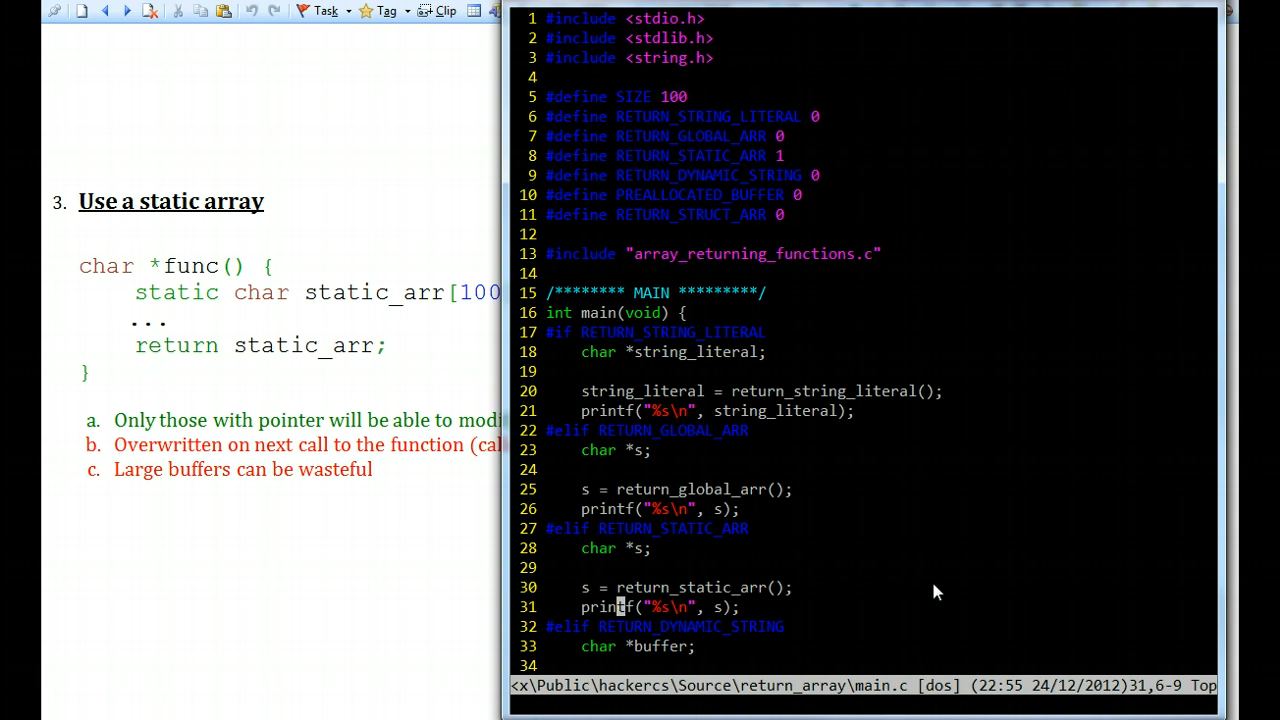 Task
Tag
Clip
3. Use a static array
char *func() {
static char static_arr[100
...
return static_arr;
}
a. Only those with pointer will be able to modi
b. Overwritten on next call to the function (cal
c. Large buffers can be wasteful
1 #include <stdio.h>
2 #include <stdlib.h>
3 #include <string.h>
4
5 #define SIZE 100
6 #define RETURN_STRING_LITERAL 0
7 #define RETURN_GLOBAL_ARR 0
8 #define RETURN_STATIC_ARR 1
9 #define RETURN_DYNAMIC_STRING 0
10 #define PREALLOCATED_BUFFER 0
11 #define RETURN_STRUCT_ARR 0
12
13 #include "array_returning_functions.c"
14
15 /******** MAIN *********/
16 int main(void) {
17 #if RETURN_STRING_LITERAL
18 char *string_literal;
19
20 string_literal = return_string_literal();
21 printf("%s\n", string_literal);
22 #elif RETURN_GLOBAL_ARR
23 char *s;
24
25 s = return_global_arr();
26 printf("%s\n", s);
27 #elif RETURN_STATIC_ARR
28 char *s;
29
30 s = return_static_arr();
31 printf("%s\n", s);
32 #elif RETURN_DYNAMIC_STRING
33 char *buffer;
34
<x\Public\hackercs\Source\return_array\main.c [dos] (22:55 24/12/2012)31,6-9 Top